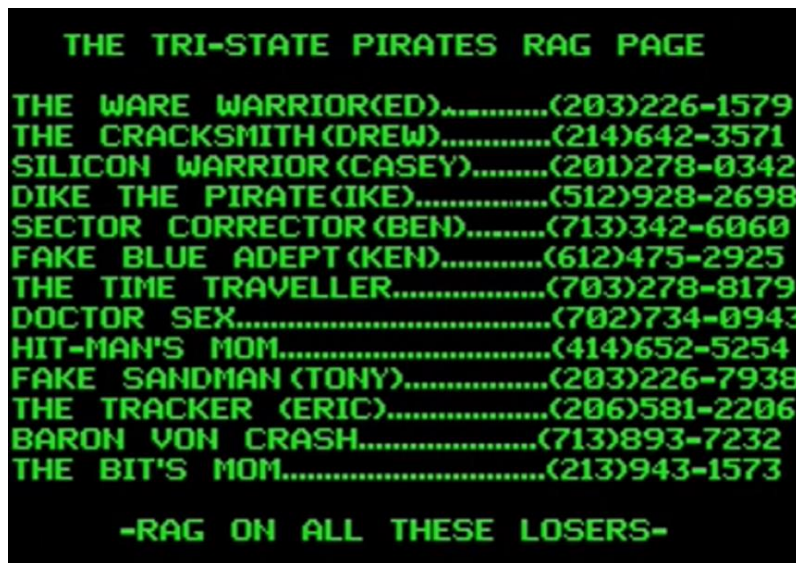 THE TRI-STATE PIRATES RAG PAGE
THE WARE WARRIOR(ED)............(203)226-1579
THE CRACKSMITH(DREW)............(214)642-3571
SILICON WARRIOR(CASEY).........(201)278-0342
DIKE THE PIRATE(IKE)...............(512)928-2698
SECTOR CORRECTOR(BEN).........(713)342-6060
FAKE BLUE ADEPT(KEN)............(612)475-2925
THE TIME TRAVELLER..................(703)278-8179
DOCTOR SEX.....................................(702)734-0943
HIT-MAN'S MOM................................(414)652-5254
FAKE SANDMAN(TONY).................(203)226-7938
THE TRACKER (ERIC)...................(206)581-2206
BARON VON CRASH.....................(713)893-7232
THE BIT'S MOM...............................(213)943-1573
-RAG ON ALL THESE LOSERS-